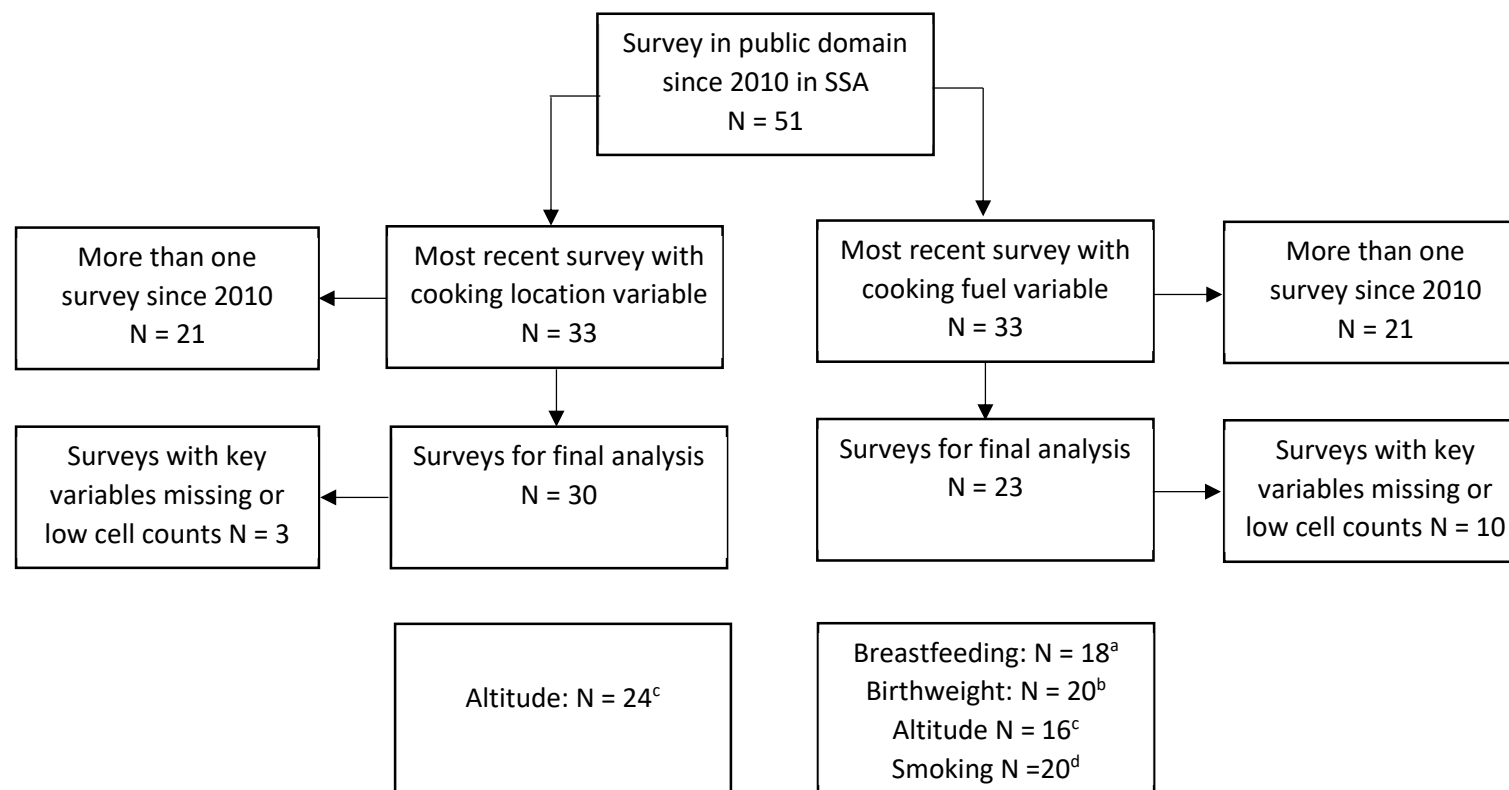 Survey in public domain
since 2010 in SSA
N = 51
More than one
survey since 2010
N = 21
Most recent survey with
cooking location variable
N = 33
Most recent survey with
cooking fuel variable
N = 33
More than one
survey since 2010
N = 21
Surveys with key
variables missing or
low cell counts N = 3
Surveys for final analysis
N = 30
Surveys for final analysis
N = 23
Surveys with key
variables missing or
low cell counts N = 10
Altitude: N = 24ᶜ
Breastfeeding: N = 18ᵃ
Birthweight: N = 20ᵇ
Altitude N = 16ᶜ
Smoking N =20ᵈ